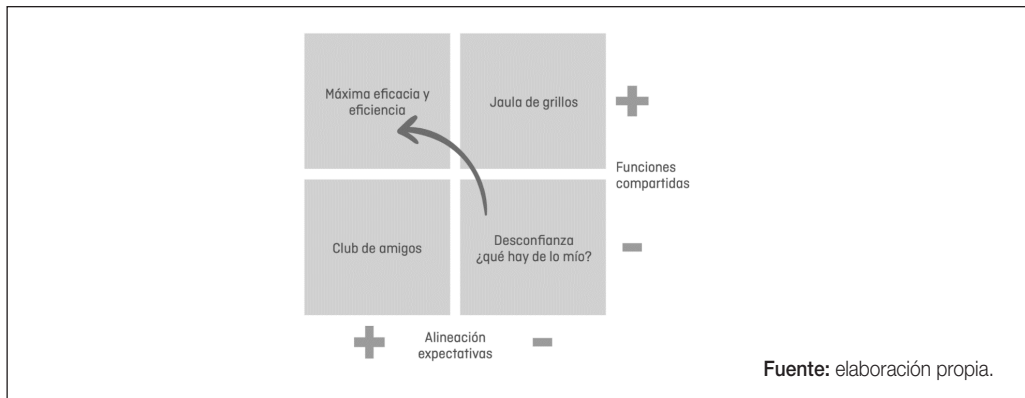 Máxima eficacia y
eficiencia
Jaula de grillos
+
Funciones
compartidas
Club de amigos
Desconfianza
¿qué hay de lo mío?
-
+
Alineación
expectativas
-
Fuente: elaboración propia.